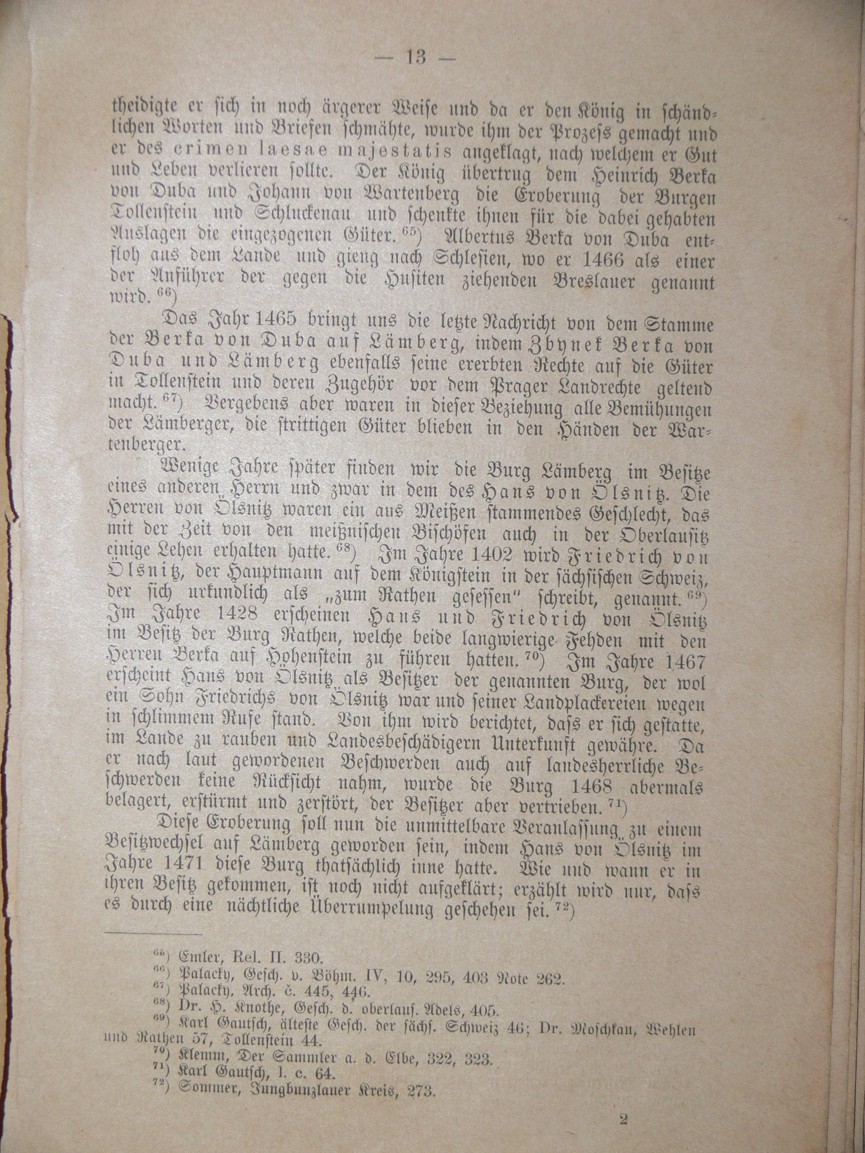 — 13 —
theidigte er sich in noch ärgerer Weise und da er den König in schänd-
lichen Worten und Briefen schmähte, wurde ihm der Prozess gemacht und
er des crimen laesae majestatis angeklagt, nach welchem er Gut
und Leben verlieren sollte. Der König übertrug dem Heinrich Berka
von Duba und Johann von Wartenberg die Eroberung der Burgen
Tollenstein und Schluckenau und schenkte ihnen für die dabei gehabten
Auslagen die eingezogenen Güter. 65) Albertus Berka von Duba ent-
floh aus dem Lande und gieng nach Schlesien, wo er 1466 als einer
der Anführer der gegen die Husiten ziehenden Breslauer genannt
wird. 66)
Das Jahr 1465 bringt uns die letzte Nachricht von dem Stamme
der Berka von Duba auf Lämberg, indem Zbynek Berka von
Duba und Lämberg ebenfalls seine ererbten Rechte auf die Güter
in Tollenstein und deren Zugehör vor dem Prager Landrechte geltend
macht. 67) Vergebens aber waren in dieser Beziehung alle Bemühungen
der Lämberger, die strittigen Güter blieben in den Händen der War-
tenberger.
Wenige Jahre später finden wir die Burg Lämberg im Besitze
eines anderen Herrn und zwar in dem des Hans von Ölsnitz. Die
Herren von Ölsnitz waren ein aus Meißen stammendes Geschlecht, das
mit der Zeit von den meißnischen Bischöfen auch in der Oberlausitz
einige Lehen erhalten hatte. 68) Im Jahre 1402 wird Friedrich von
Ölsnitz, der Hauptmann auf dem Königstein in der sächsischen Schweiz,
der sich urkundlich als „zum Rathen gesessen" schreibt, genannt. 69)
Im Jahre 1428 erscheinen Hans und Friedrich von Ölsnitz
im Besitz der Burg Rathen, welche beide langwierige Fehden mit den
Herren Berka auf Hohenstein zu führen hatten. 70) Im Jahre 1467
erscheint Hans von Ölsnitz als Besitzer der genannten Burg, der wol
ein Sohn Friedrichs von Ölsnitz war und seiner Landplackereien wegen
in schlimmem Rufe stand. Von ihm wird berichtet, dass er sich gestatte,
im Lande zu rauben und Landesbeschädigern Unterkunft gewähre. Da
er nach laut gewordenen Beschwerden auch auf landesherrliche Be-
schwerden keine Rücksicht nahm, wurde die Burg 1468 abermals
belagert, erstürmt und zerstört, der Besitzer aber vertrieben. 71)
Diese Eroberung soll nun die unmittelbare Veranlassung zu einem
Besitzwechsel auf Lämberg geworden sein, indem Hans von Ölsnitz im
Jahre 1471 diese Burg thatsächlich inne hatte. Wie und wann er in
ihren Besitz gekommen, ist noch nicht aufgeklärt; erzählt wird nur, dass
es durch eine nächtliche Überrumpelung geschehen sei. 72)
65) Emler, Rel. II. 330.
66) Palacky, Gesch. v. Böhm. IV, 10, 295, 403 Note 262.
67) Palacky, Arch. č. 445, 446.
68) Dr. H. Knothe, Gesch. d. oberlaus. Adels, 405.
69) Karl Gautsch, älteste Gesch. der sächs. Schweiz 46; Dr. Moschkau, Wehlen
und Rathen 57, Tollenstein 44.
70) Klemm, Der Sammler a. d. Elbe, 322, 323.
71) Karl Gautsch, l. c. 64.
72) Sommer, Jungbunzlauer Kreis, 273.
2